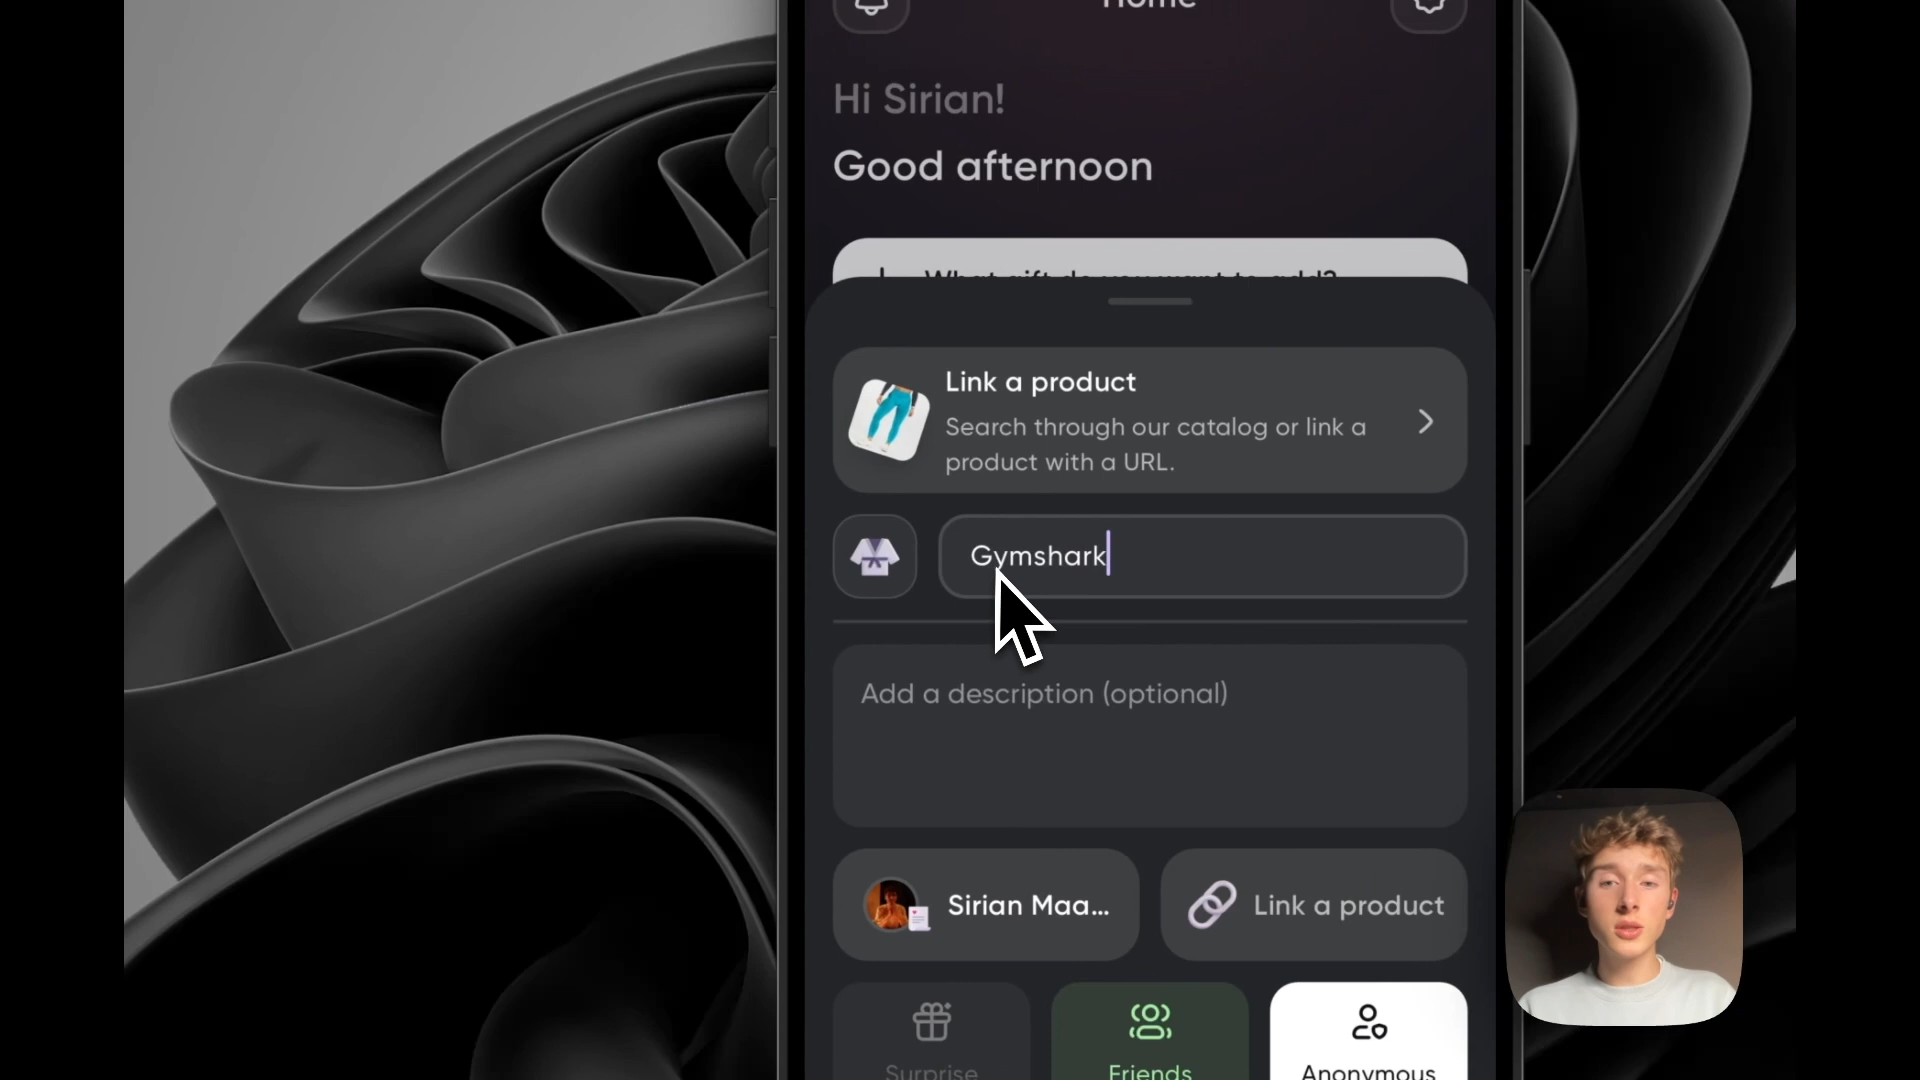 Home
Hi Sirian!
Good afternoon
What gift do you want to add?
Link a product
Search through our catalog or link a
product with a URL.
Gymshark
Add a description (optional)
Sirian Maa...
Link a product
Surprise
Friends
Anonymous